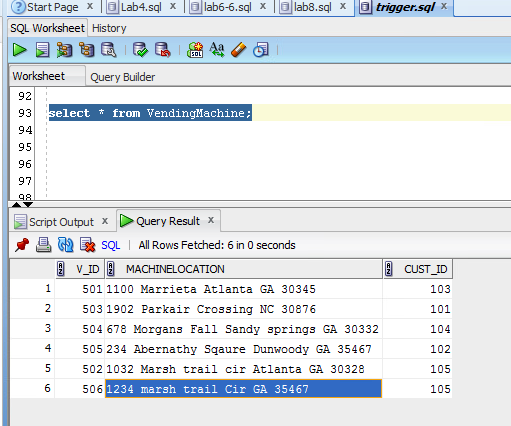 Start Page x Lab4.sql x lab6-6.sql x lab8.sql x trigger.sql x
SQL Worksheet History
Worksheet Query Builder
92
93 select * from VendingMachine;
94
95
96
97
98
Script Output x Query Result x
SQL | All Rows Fetched: 6 in 0 seconds
V_ID MACHINELOCATION CUST_ID
1 501 1100 Marrieta Atlanta GA 30345 103
2 503 1902 Parkair Crossing NC 30876 101
3 504 678 Morgans Fall Sandy springs GA 30332 104
4 505 234 Abernathy Sqaure Dunwoody GA 35467 102
5 502 1032 Marsh trail cir Atlanta GA 30328 105
6 506 1234 marsh trail Cir GA 35467 105